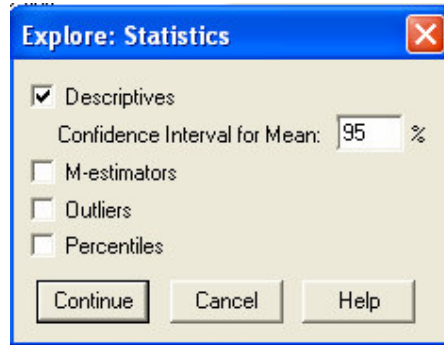 Explore: Statistics
Descriptives
Confidence Interval for Mean: 95 %
M-estimators
Outliers
Percentiles
Continue Cancel Help